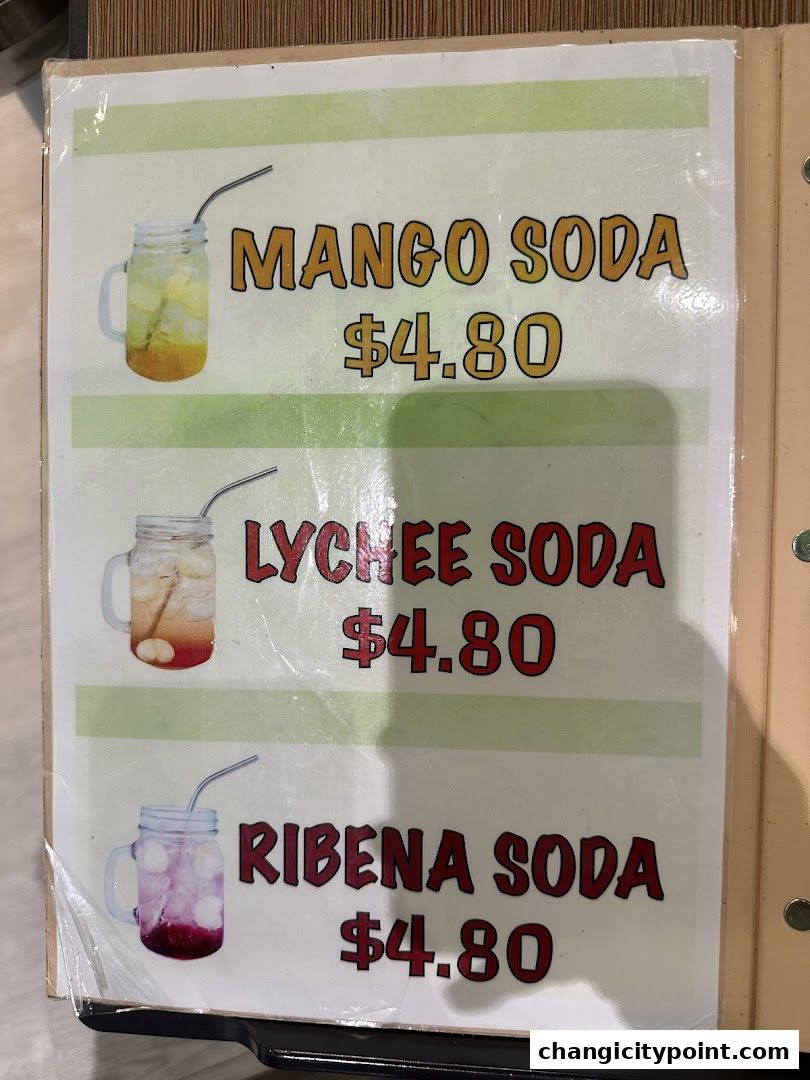 MANGO SODA
$4.80
LYCHEE SODA
$4.80
RIBENA SODA
$4.80
changicitypoint.com